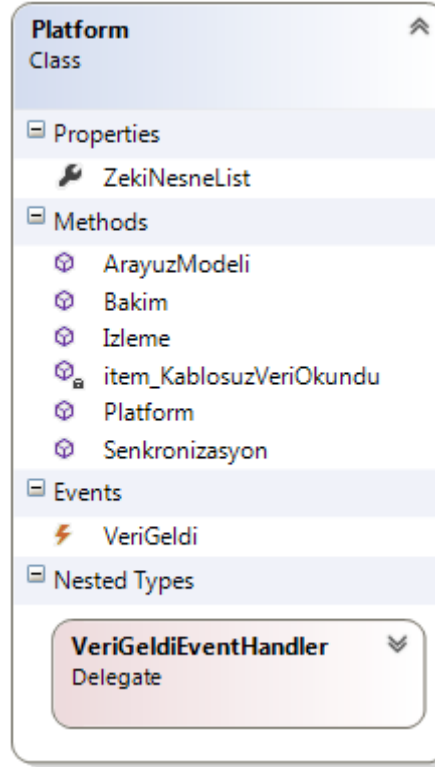 Platform
Class
Properties
ZekiNesneList
Methods
ArayuzModeli
Bakim
Izleme
item_KablosuzVeriOkundu
Platform
Senkronizasyon
Events
VeriGeldi
Nested Types
VeriGeldiEventHandler
Delegate